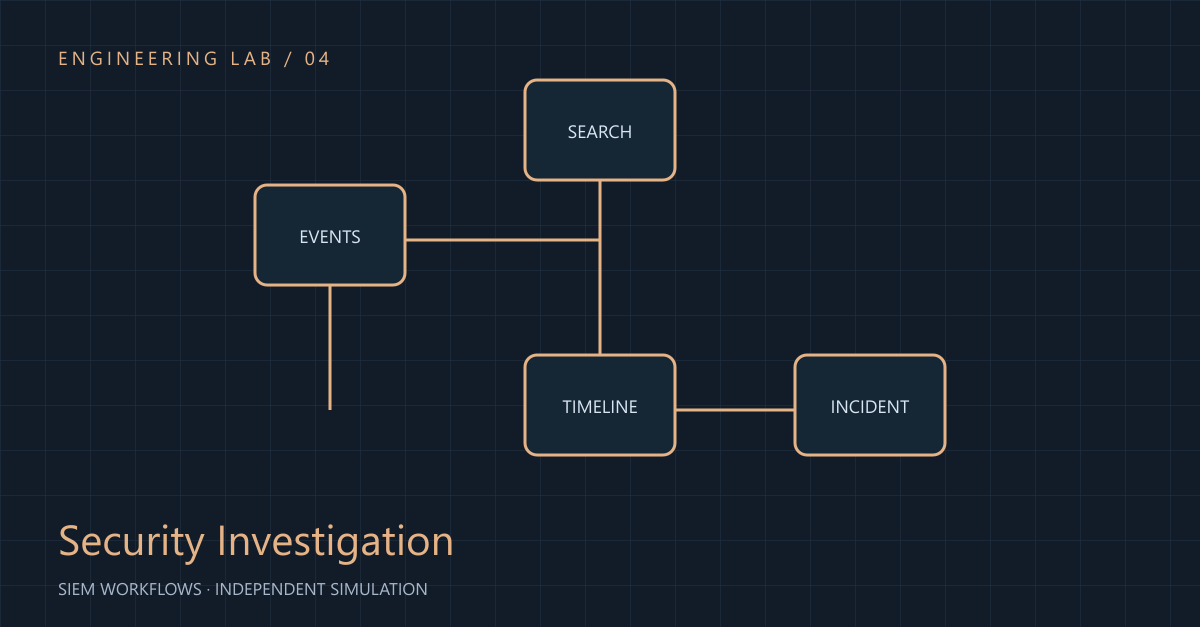 ENGINEERING LAB / 04
SEARCH
EVENTS
TIMELINE
INCIDENT
Security Investigation
SIEM WORKFLOWS · INDEPENDENT SIMULATION